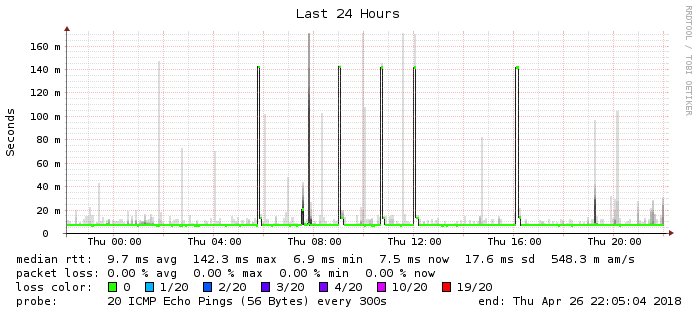 Last 24 Hours
RRDTOOL / TOBI OETIKER
Seconds
160 m
140 m
120 m
100 m
80 m
60 m
40 m
20 m
0
Thu 00:00 Thu 04:00 Thu 08:00 Thu 12:00 Thu 16:00 Thu 20:00
median rtt: 9.7 ms avg 142.3 ms max 6.9 ms min 7.5 ms now 17.6 ms sd 548.3 m am/s
packet loss: 0.00 % avg 0.00 % max 0.00 % min 0.00 % now
loss color: 0 1/20 2/20 3/20 4/20 10/20 19/20
probe: 20 ICMP Echo Pings (56 Bytes) every 300s end: Thu Apr 26 22:05:04 2018